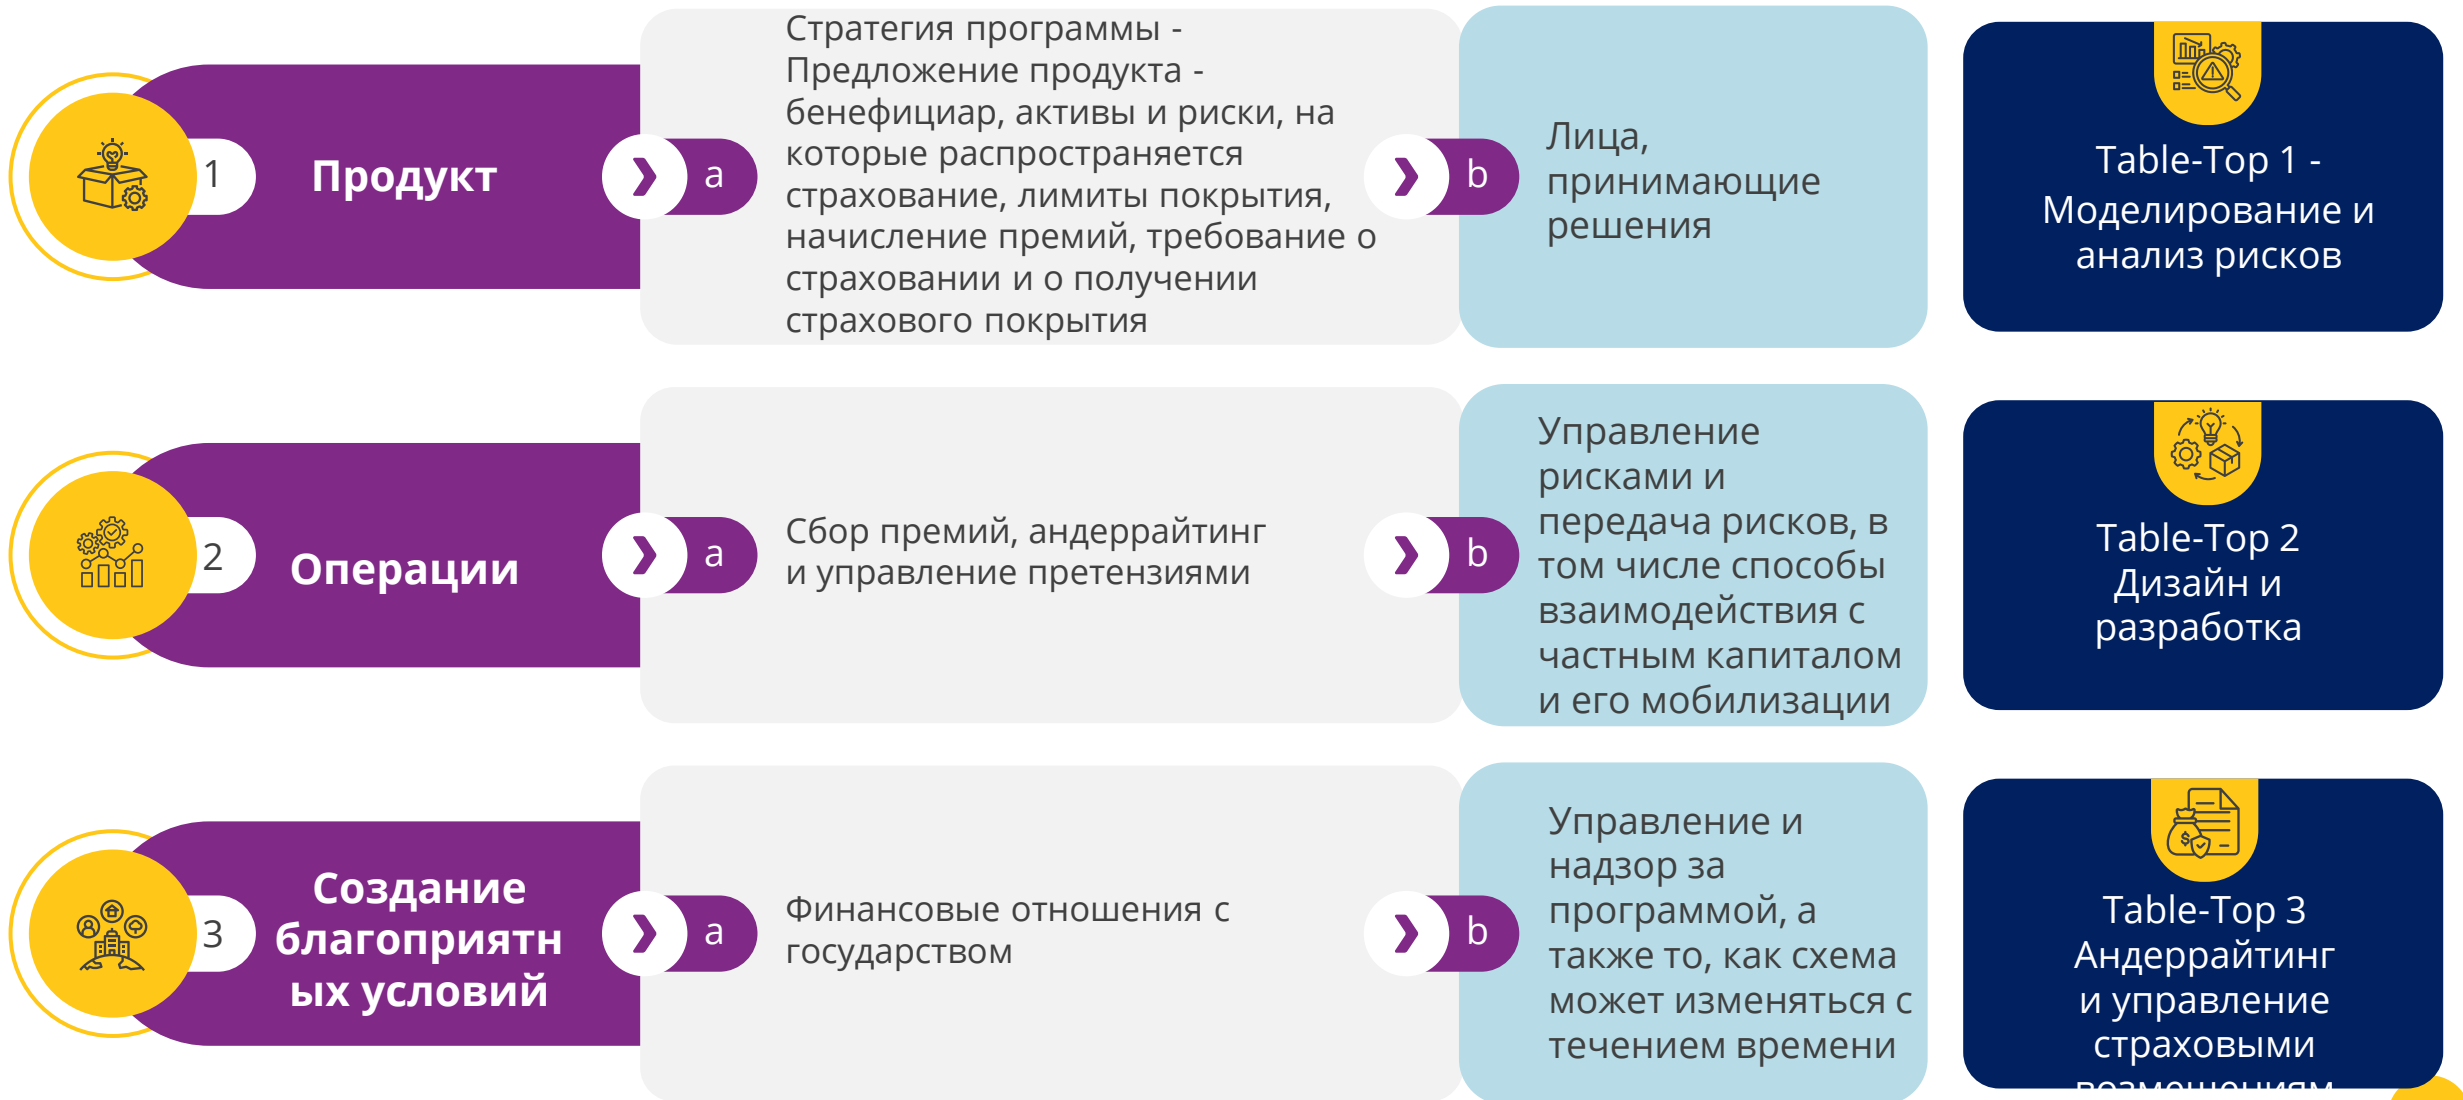 1
Продукт
a
Стратегия программы -
Предложение продукта -
бенефициар, активы и риски, на
которые распространяется
страхование, лимиты покрытия,
начисление премий, требование о
страховании и о получении
страхового покрытия
b
Лица,
принимающие
решения
Table-Top 1 -
Моделирование и
анализ рисков
2
Операции
a
Сбор премий, андеррайтинг
и управление претензиями
b
Управление
рисками и
передача рисков, в
том числе способы
взаимодействия с
частным капиталом
и его мобилизации
Table-Top 2
Дизайн и
разработка
3
Создание
благоприятн
ых условий
a
Финансовые отношения с
государством
b
Управление и
надзор за
программой, а
также то, как схема
может изменяться с
течением времени
Table-Top 3
Андеррайтинг
и управление
страховыми
возмещениям